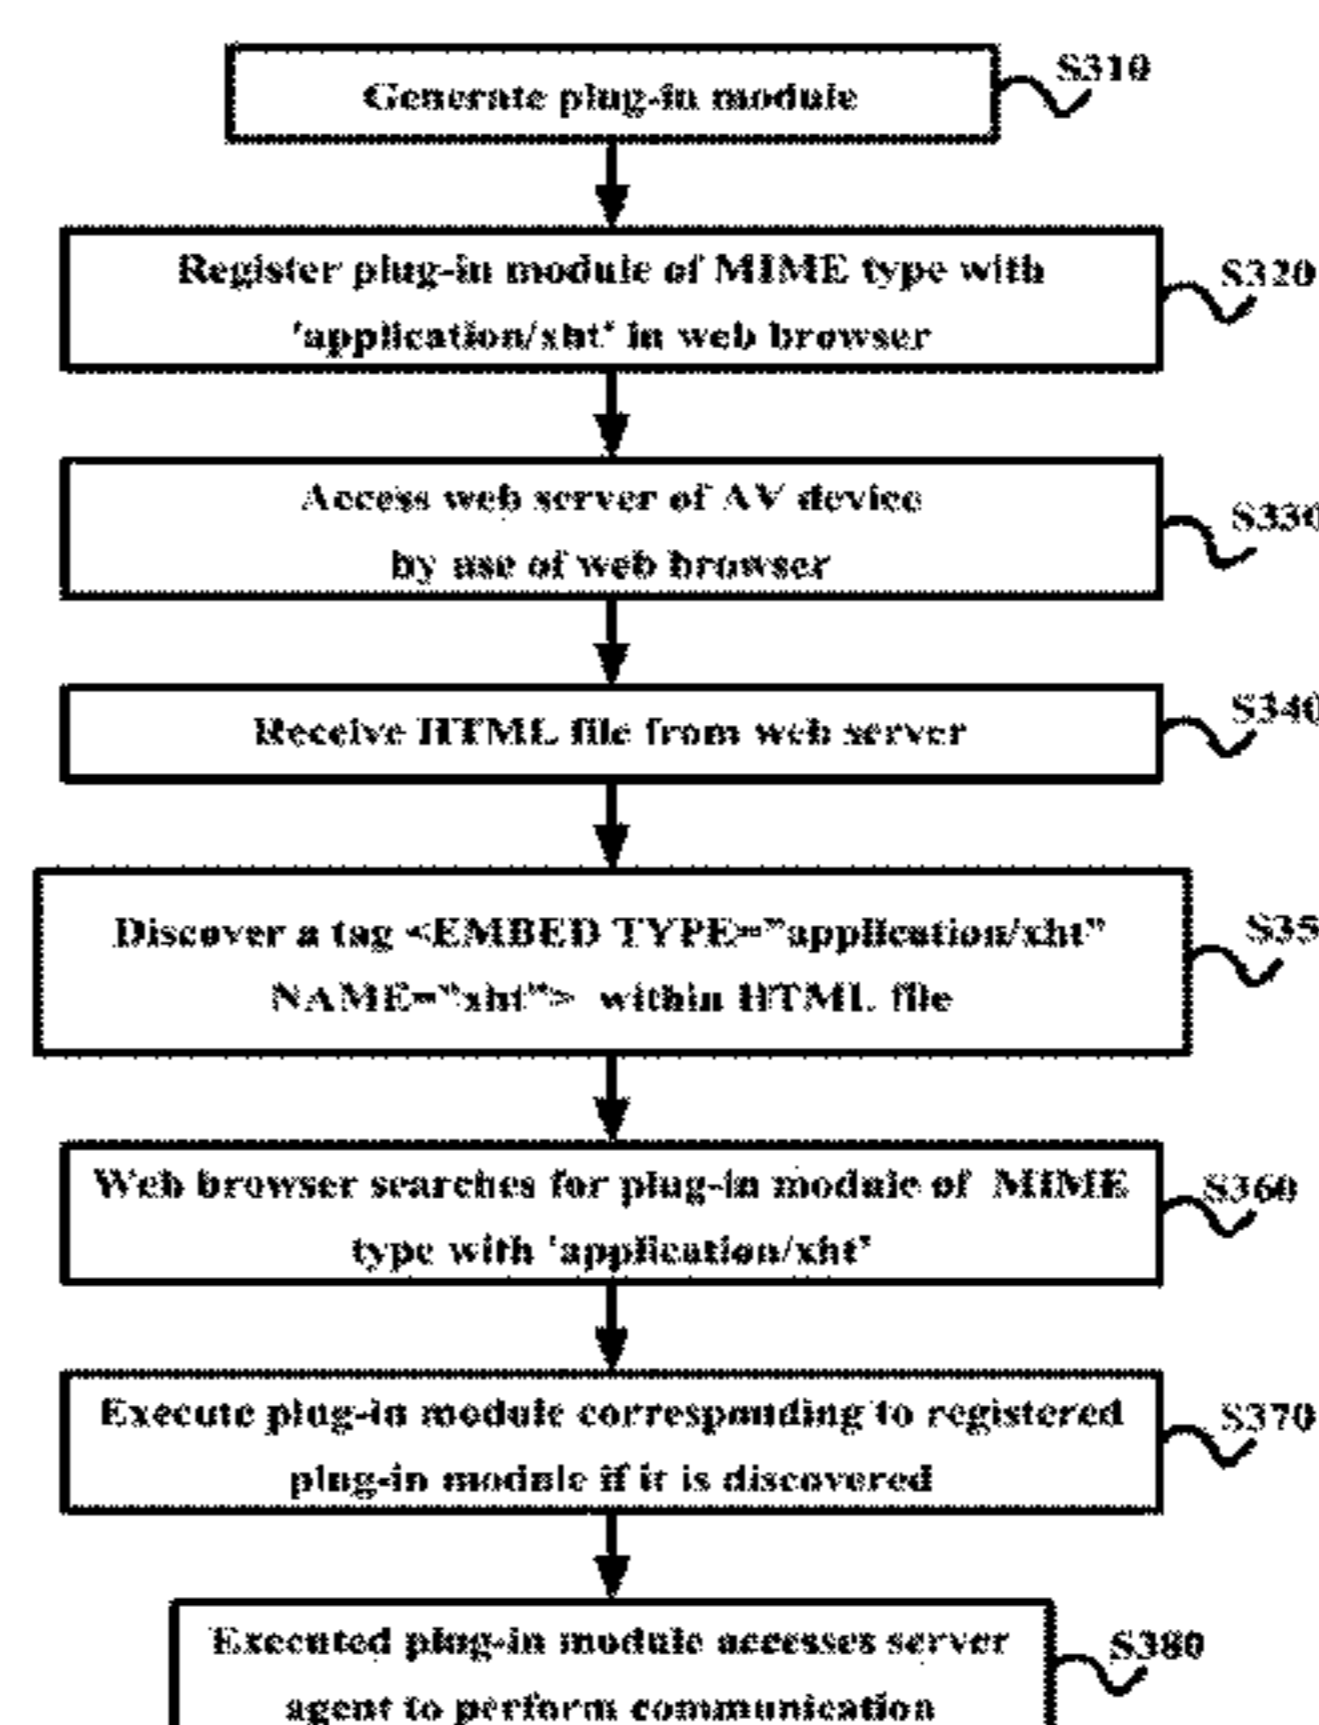 Generate plug-in module
S310
Register plug-in module of MIME type with
'application/xht' in web browser
S320
Access web server of AV device
by use of web browser
S330
Receive HTML file from web server
S340
Discover a tag <EMBED TYPE="application/xht"
NAME="xht"> within HTML file
S35
Web browser searches for plug-in module of MIME
type with 'application/xht'
S360
Execute plug-in module corresponding to registered
plug-in module if it is discovered
S370
Executed plug-in module accesses server
agent to perform communication
S380